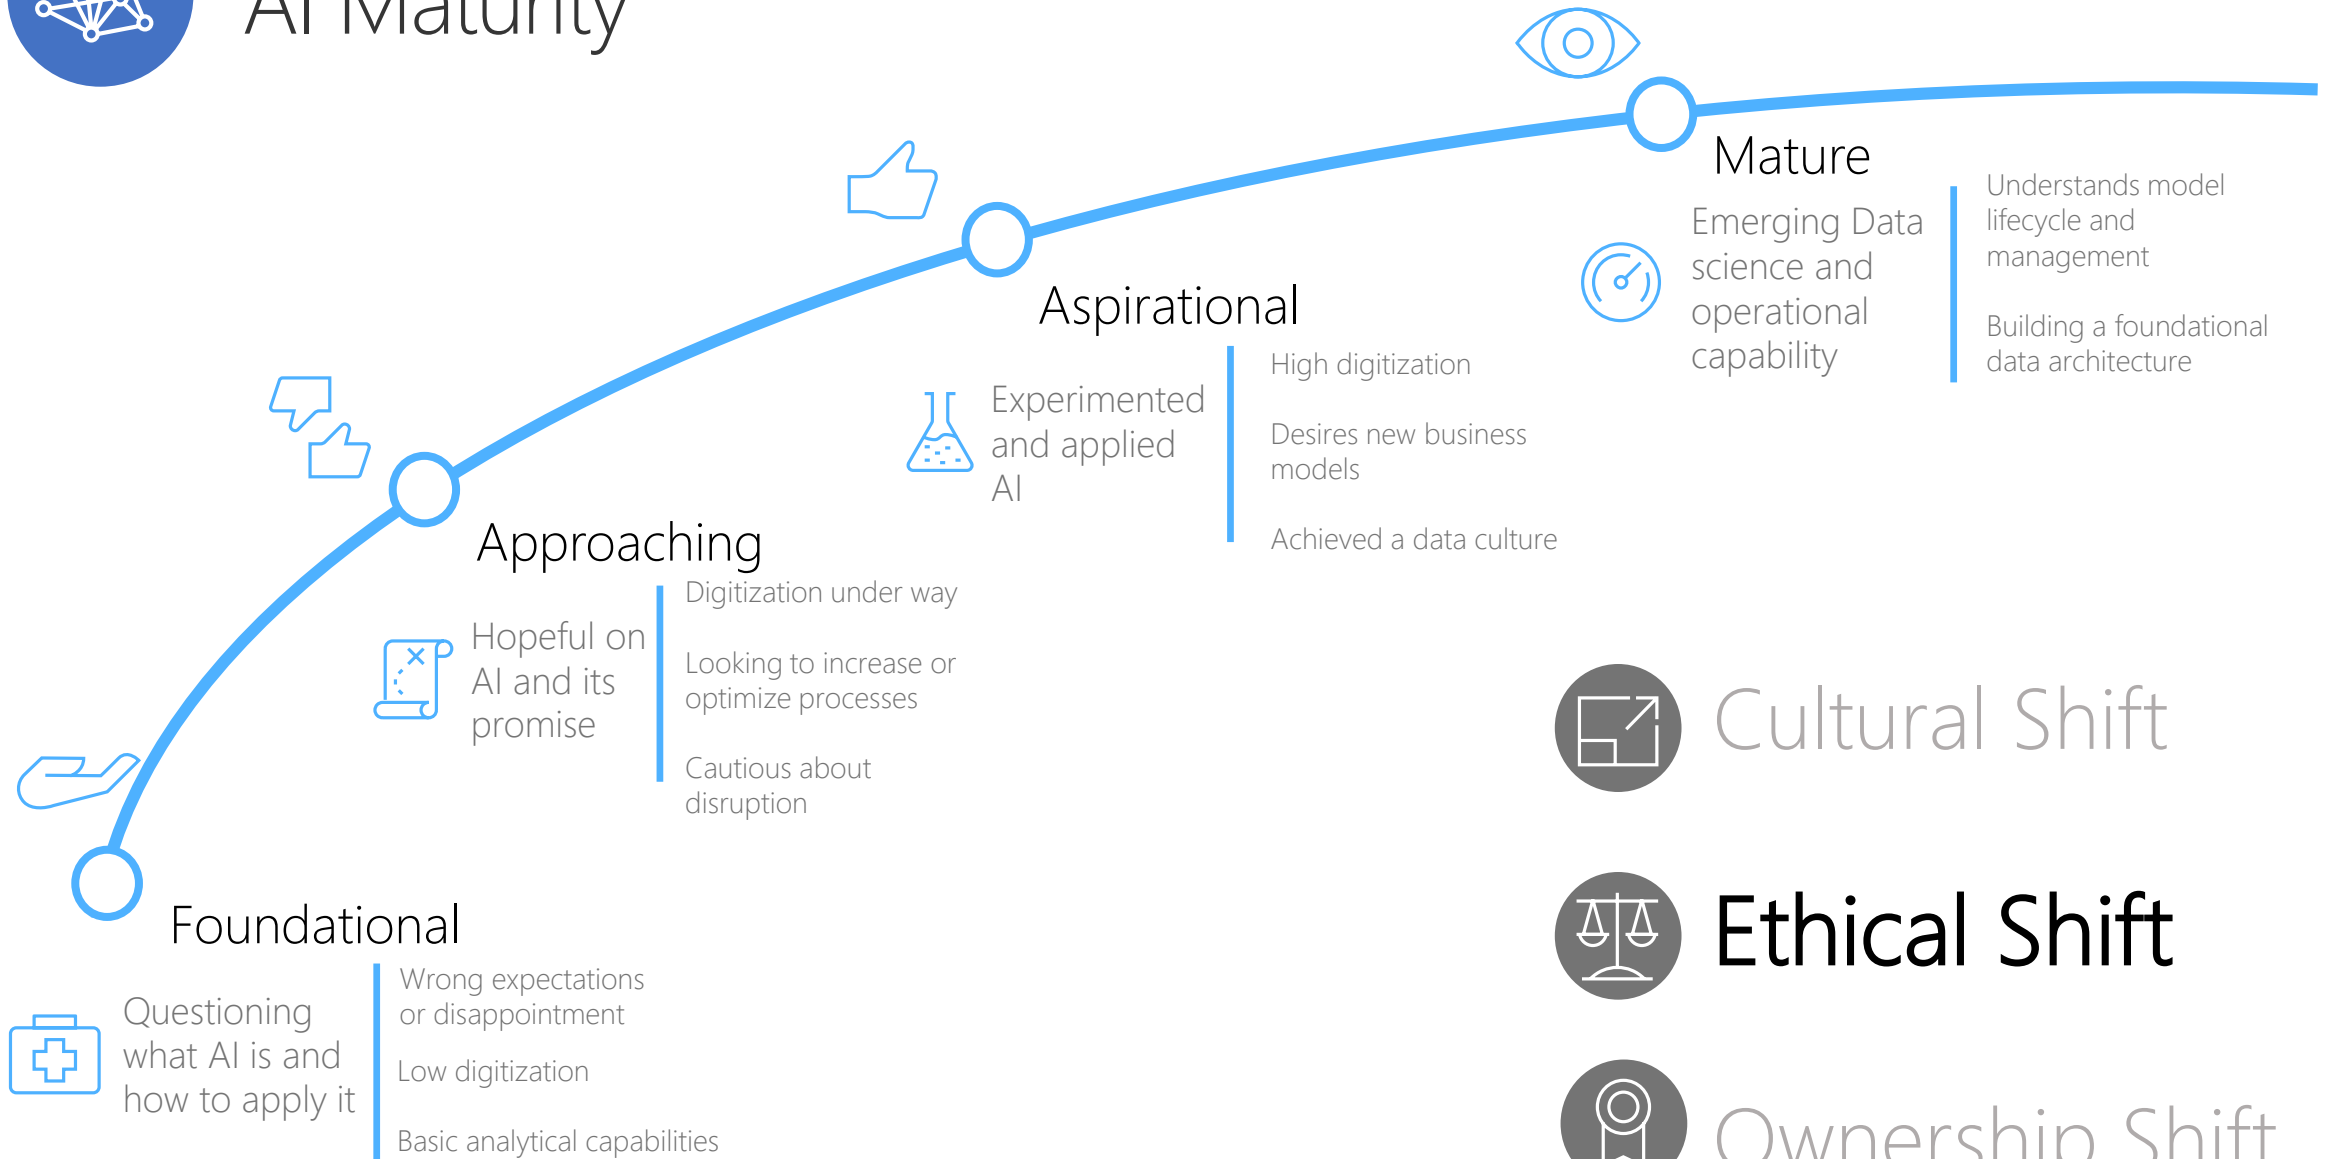 AI Maturity
Mature
Emerging Data
science and
operational
capability
Understands model
lifecycle and
management
Building a foundational
data architecture
Aspirational
Experimented
and applied
AI
High digitization
Desires new business
models
Achieved a data culture
Approaching
Hopeful on
AI and its
promise
Digitization under way
Looking to increase or
optimize processes
Cautious about
disruption
Foundational
Questioning
what AI is and
how to apply it
Wrong expectations
or disappointment
Low digitization
Basic analytical capabilities
Cultural Shift
Ethical Shift
Ownership Shift